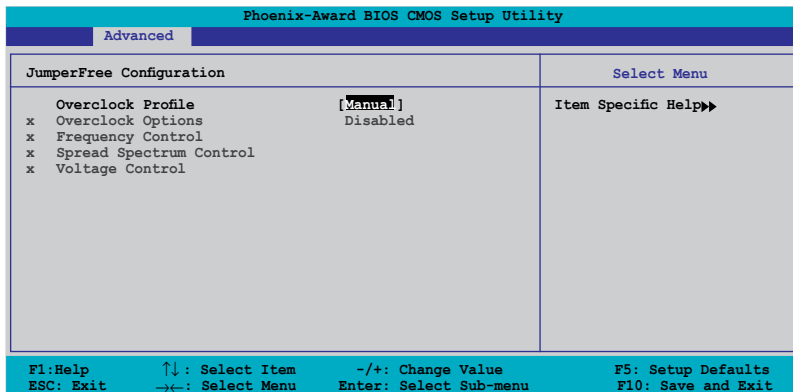 Phoenix-Award BIOS CMOS Setup Utility
Advanced
JumperFree Configuration
Select Menu
Overclock Profile [Manual]
x Overclock Options Disabled
x Frequency Control
x Spread Spectrum Control
x Voltage Control
Item Specific Help▶▶
F1:Help ↑↓ : Select Item -/+: Change Value F5: Setup Defaults
ESC: Exit →←: Select Menu Enter: Select Sub-menu F10: Save and Exit